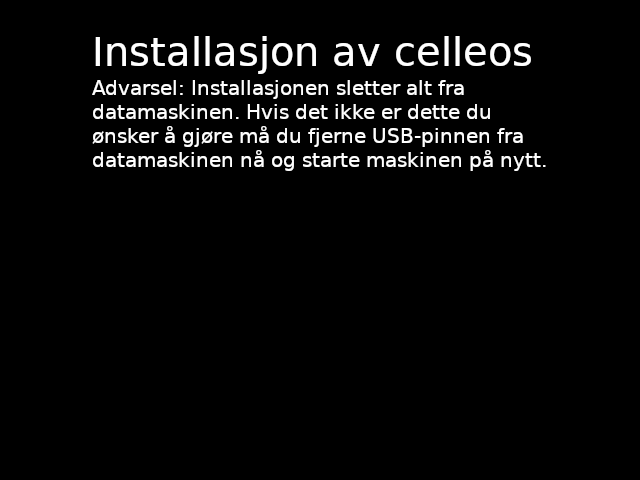 Installasjon av celleos
Advarsel: Installasjonen sletter alt fra
datamaskinen. Hvis det ikke er dette du
ønsker å gjøre må du fjerne USB-pinnen fra
datamaskinen nå og starte maskinen på nytt.